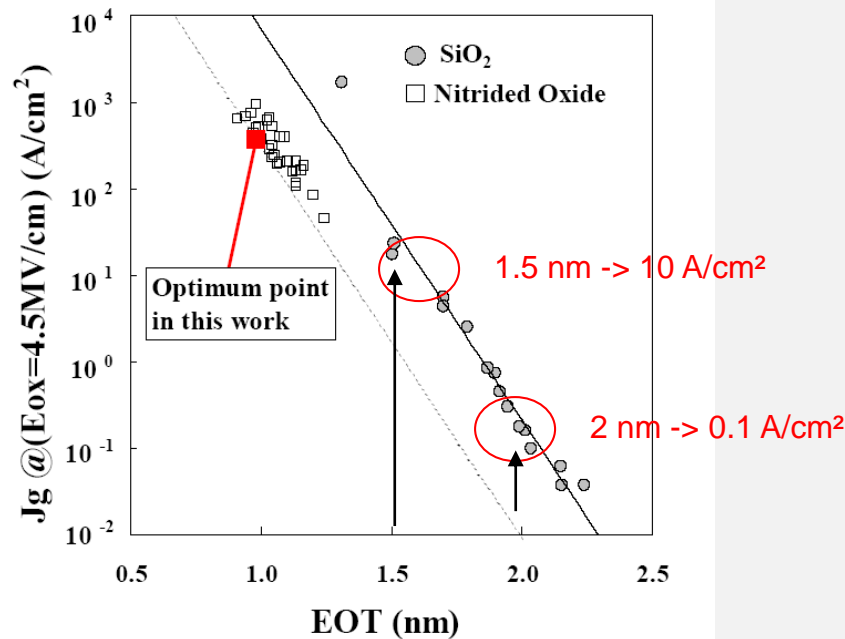 10⁴
10³
10²
10¹
10⁰
10⁻¹
10⁻²
Jg @(Eox=4.5MV/cm) (A/cm²)
SiO₂
Nitrided Oxide
Optimum point
in this work
1.5 nm -> 10 A/cm²
2 nm -> 0.1 A/cm²
0.5 1.0 1.5 2.0 2.5
EOT (nm)